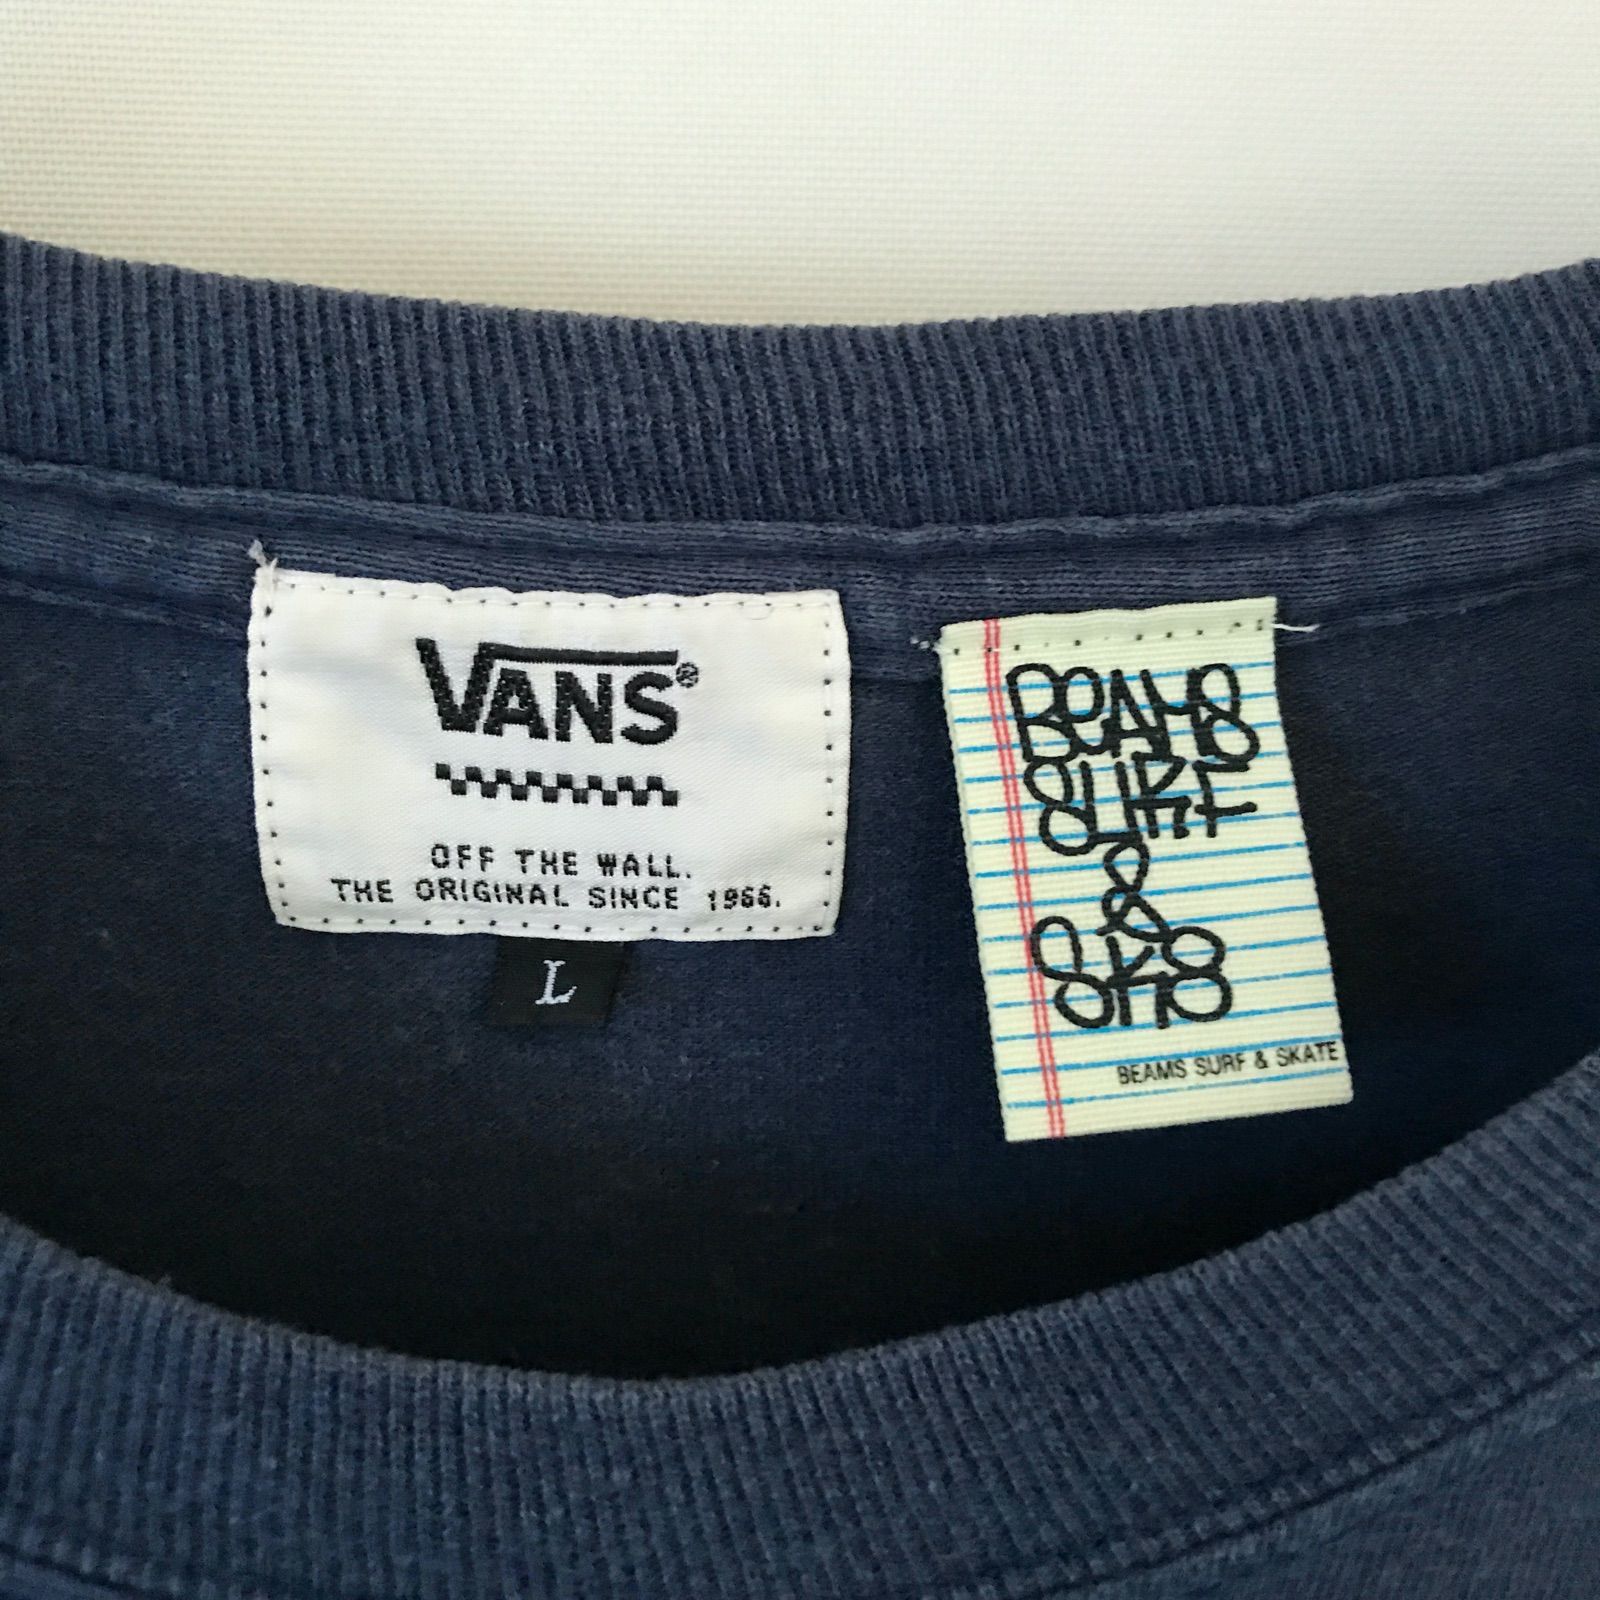 VANS®
OFF THE WALL.
THE ORIGINAL SINCE 1966.
L
BEAMS
SURF
&
SK8
BEAMS SURF & SKATE